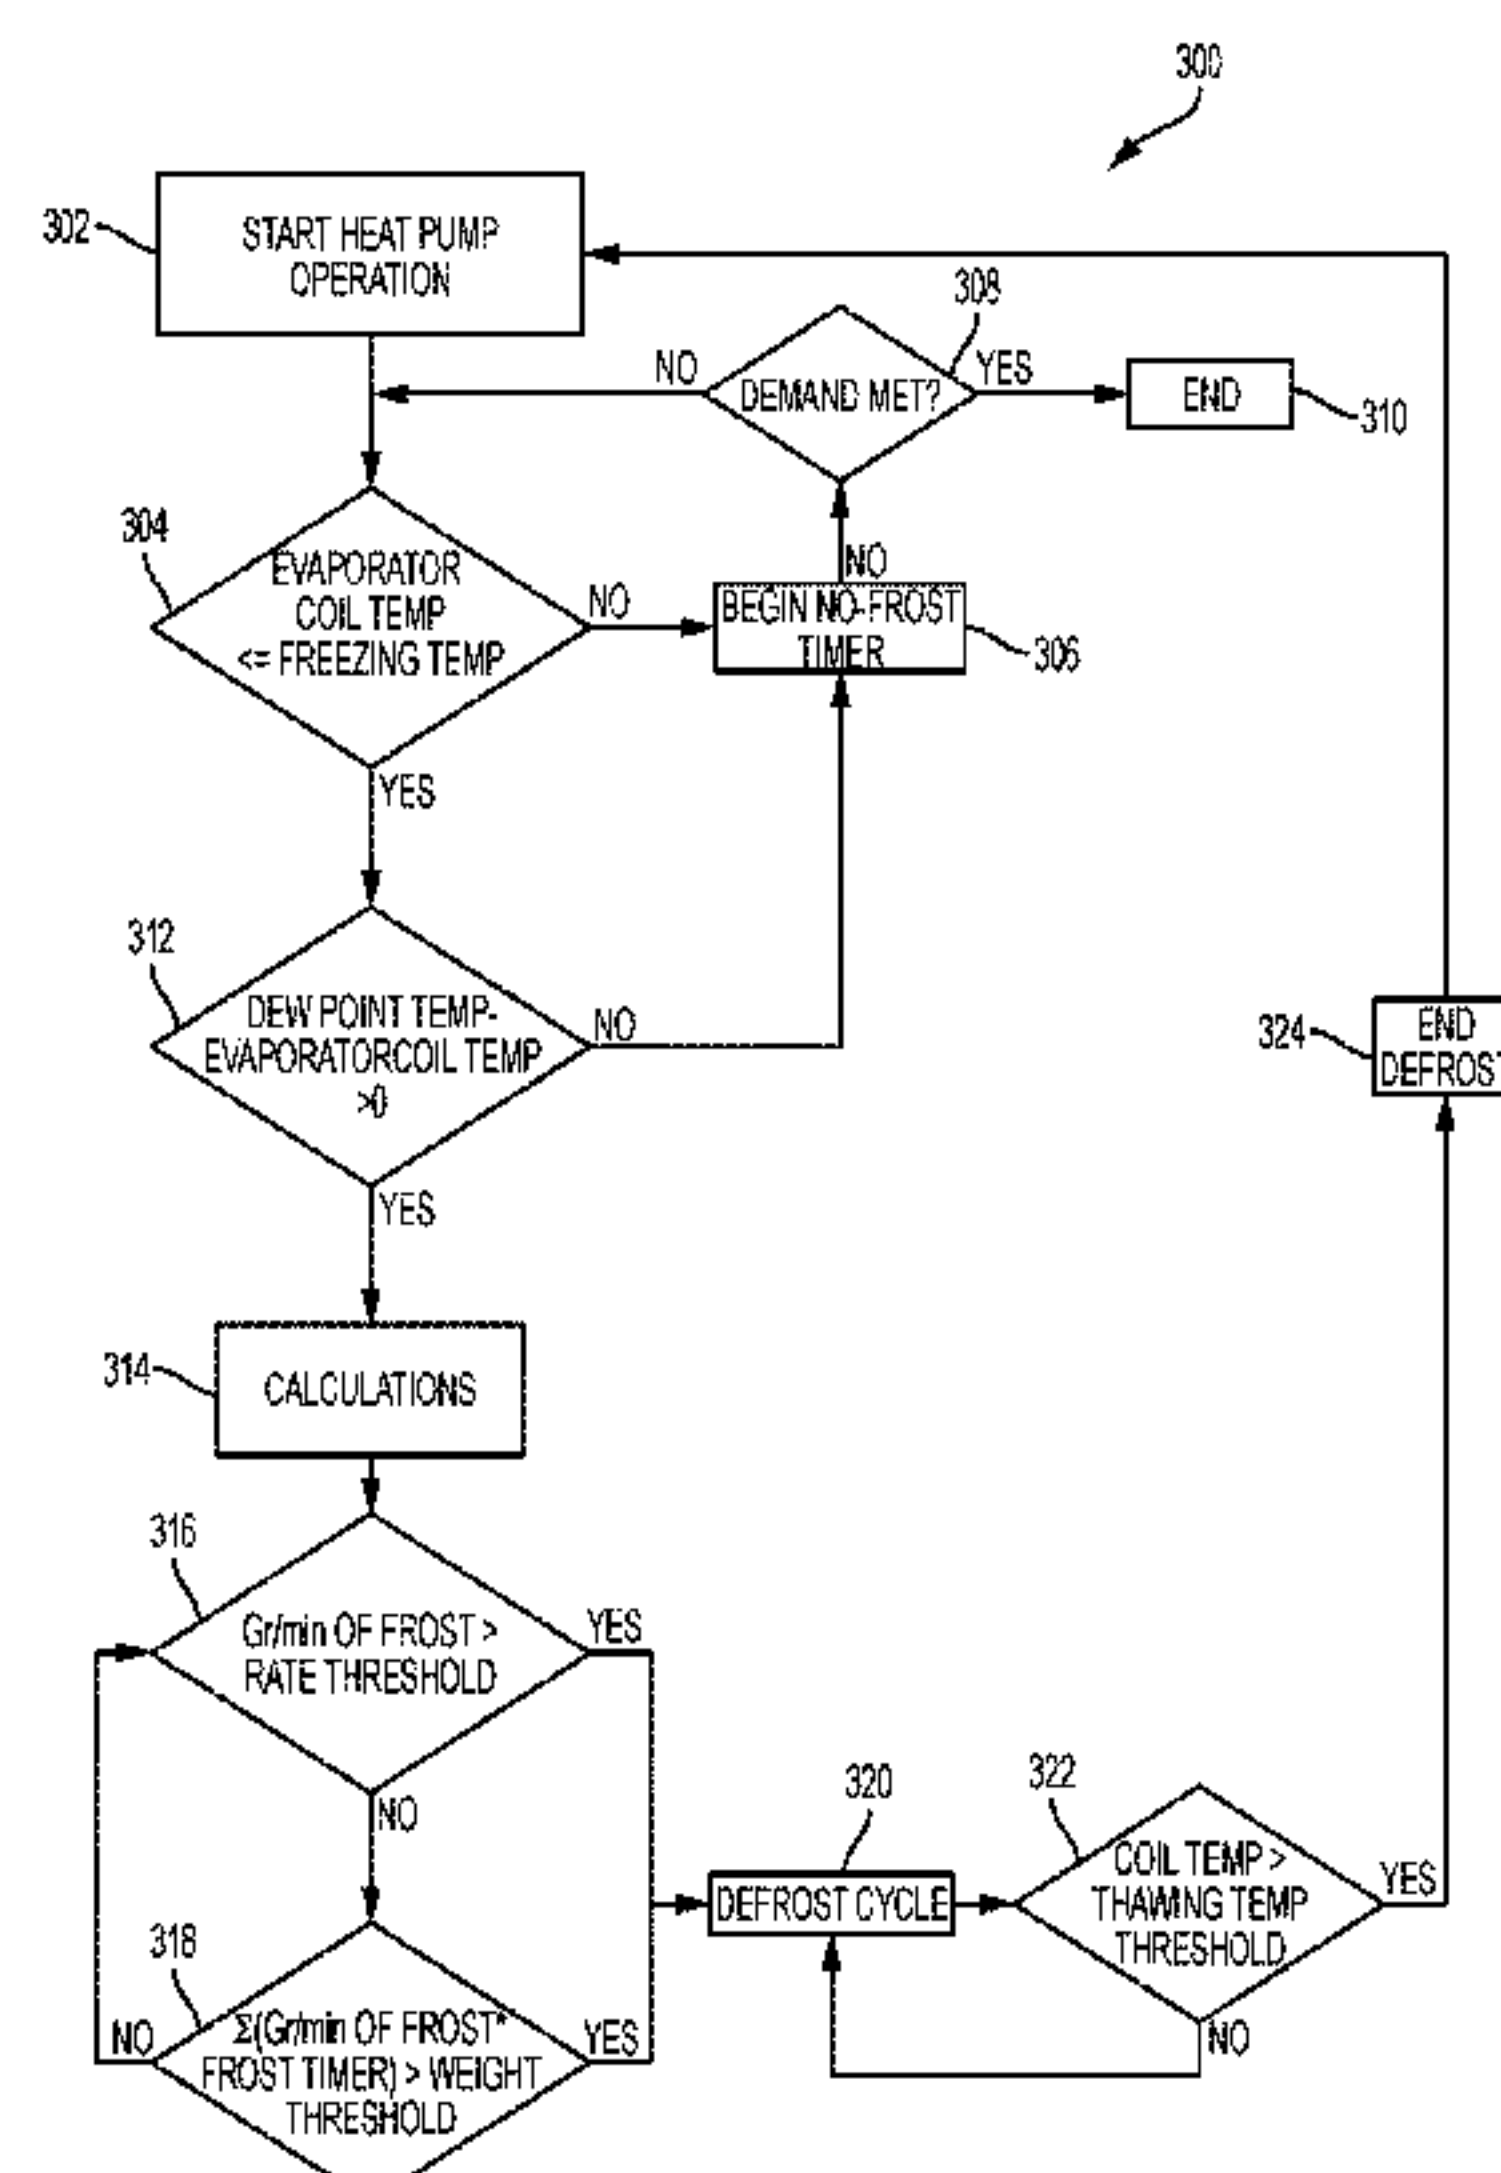 300
302
START HEAT PUMP
OPERATION
308
NO
DEMAND MET?
YES
END
310
304
EVAPORATOR
COIL TEMP
<= FREEZING TEMP
NO
NO
BEGIN NO-FROST
TIMER
306
YES
312
DEW POINT TEMP-
EVAPORATORCOIL TEMP
>0
NO
324
END
DEFROST
YES
314
CALCULATIONS
316
Gr/min OF FROST >
RATE THRESHOLD
YES
NO
320
DEFROST CYCLE
322
COIL TEMP >
THAWING TEMP
THRESHOLD
YES
NO
318
NO
Σ(Gr/min OF FROST*
FROST TIMER) > WEIGHT
THRESHOLD
YES